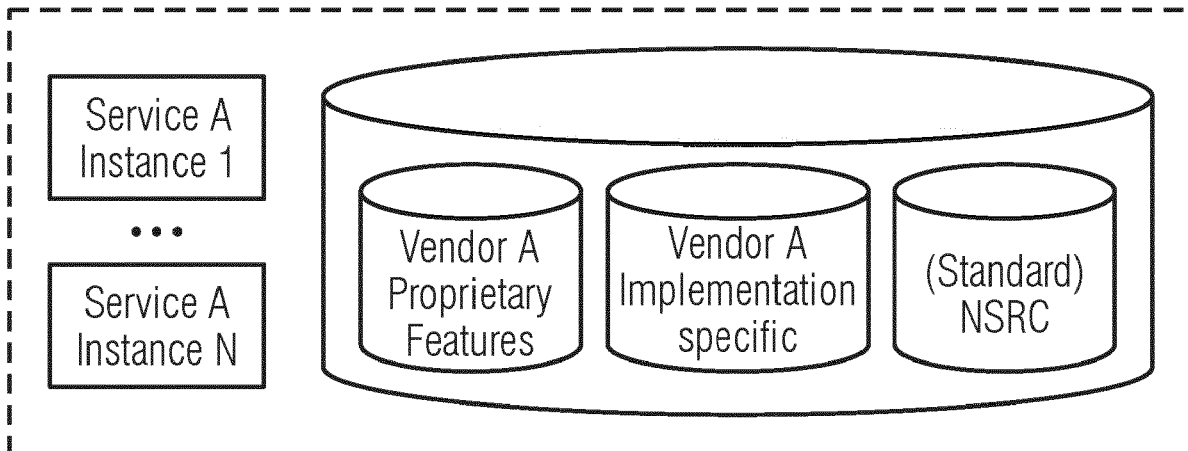 Service A
Instance 1
•••
Service A
Instance N
Vendor A
Proprietary
Features
Vendor A
Implementation
specific
(Standard)
NSRC